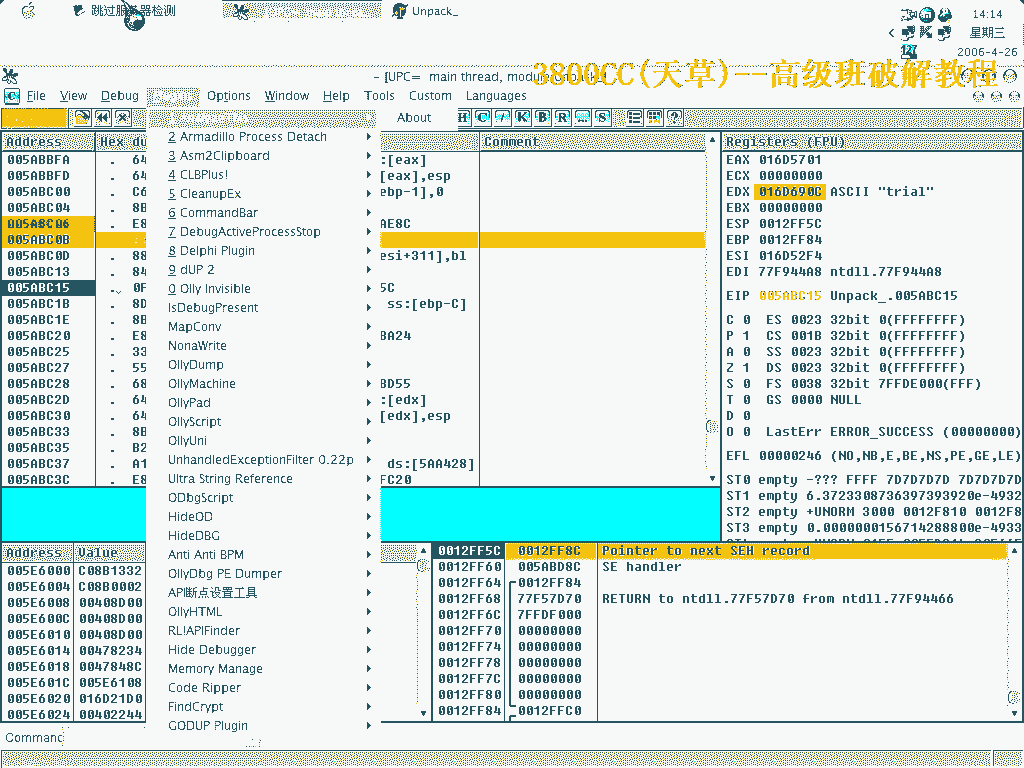 跳过服务器检测
Unpack_
14:14
星期三
127
2006-4-26
- [UPC= main thread, module
3800CC(天草)--高级班破解教程
File View Debug Options Window Help Tools Custom Languages
About
H C / K B R ... S ?
Address Hex du Comment Registers (FPU)
005ABBFA . 64 :[eax]
005ABBFD . 64 [eax],esp
005ABC00 . C6 ebp-1],0
005ABC04 . 8B
005ABC06 . E8 AE8C
005ABC0B
005ABC0D . 88 esi+311],bl
005ABC13 . 84
005ABC15 . 0F 5C
005ABC1B . 8D ss:[ebp-C]
005ABC1E . 8B
005ABC20 . E8 BA24
005ABC25 . 33
005ABC27 . 55
005ABC28 . 68 BD55
005ABC2D . 64 :[edx]
005ABC30 . 64 [edx],esp
005ABC33 . 8B
005ABC35 . B2
005ABC37 . A1 ds:[5AA428]
005ABC3C . E8 FC20
2 Armadillo Process Detach
3 Asm2Clipboard
4 CLBPlus!
5 CleanupEx
6 CommandBar
7 DebugActiveProcessStop
8 Delphi Plugin
9 dUP 2
0 Olly Invisible
IsDebugPresent
MapConv
NonaWrite
OllyDump
OllyMachine
OllyPad
OllyScript
OllyUni
UnhandledExceptionFilter 0.22p
Ultra String Reference
ODbgScript
HideOD
HideDBG
Anti Anti BPM
OllyDbg PE Dumper
API断点设置工具
OllyHTML
RL!APIFinder
Hide Debugger
Memory Manage
Code Ripper
FindCrypt
GODUP Plugin
EAX 016D5701
ECX 00000000
EDX 016D690C ASCII "trial"
EBX 00000000
ESP 0012FF5C
EBP 0012FF84
ESI 016D52F4
EDI 77F944A8 ntdll.77F944A8
EIP 005ABC15 Unpack_.005ABC15
C 0 ES 0023 32bit 0(FFFFFFFF)
P 1 CS 001B 32bit 0(FFFFFFFF)
A 0 SS 0023 32bit 0(FFFFFFFF)
Z 1 DS 0023 32bit 0(FFFFFFFF)
S 0 FS 0038 32bit 7FFDE000(FFF)
T 0 GS 0000 NULL
D 0
O 0 LastErr ERROR_SUCCESS (00000000)
EFL 00000246 (NO,NB,E,BE,NS,PE,GE,LE)
ST0 empty -??? FFFF 7D7D7D7D 7D7D7D7D
ST1 empty 6.3723308736397393920e-4932
ST2 empty +UNORM 3000 0012F810 0012F8
ST3 empty 0.0000000156714288800e-4933
Address Value
005E6000 C08B1332
005E6004 C08B0002
005E6008 00408D00
005E600C 00408D00
005E6010 00408D00
005E6014 00478234
005E6018 0047848C
005E601C 005E6108
005E6020 016D21D0
005E6024 00402244
0012FF5C 0012FF8C Pointer to next SEH record
0012FF60 005ABD8C SE handler
0012FF64 0012FF84
0012FF68 77F57D70 RETURN to ntdll.77F57D70 from ntdll.77F94466
0012FF6C 7FFDF000
0012FF70 00000000
0012FF74 00000000
0012FF78 00000000
0012FF7C 00000000
0012FF80 00000000
0012FF84 0012FFC0
Command